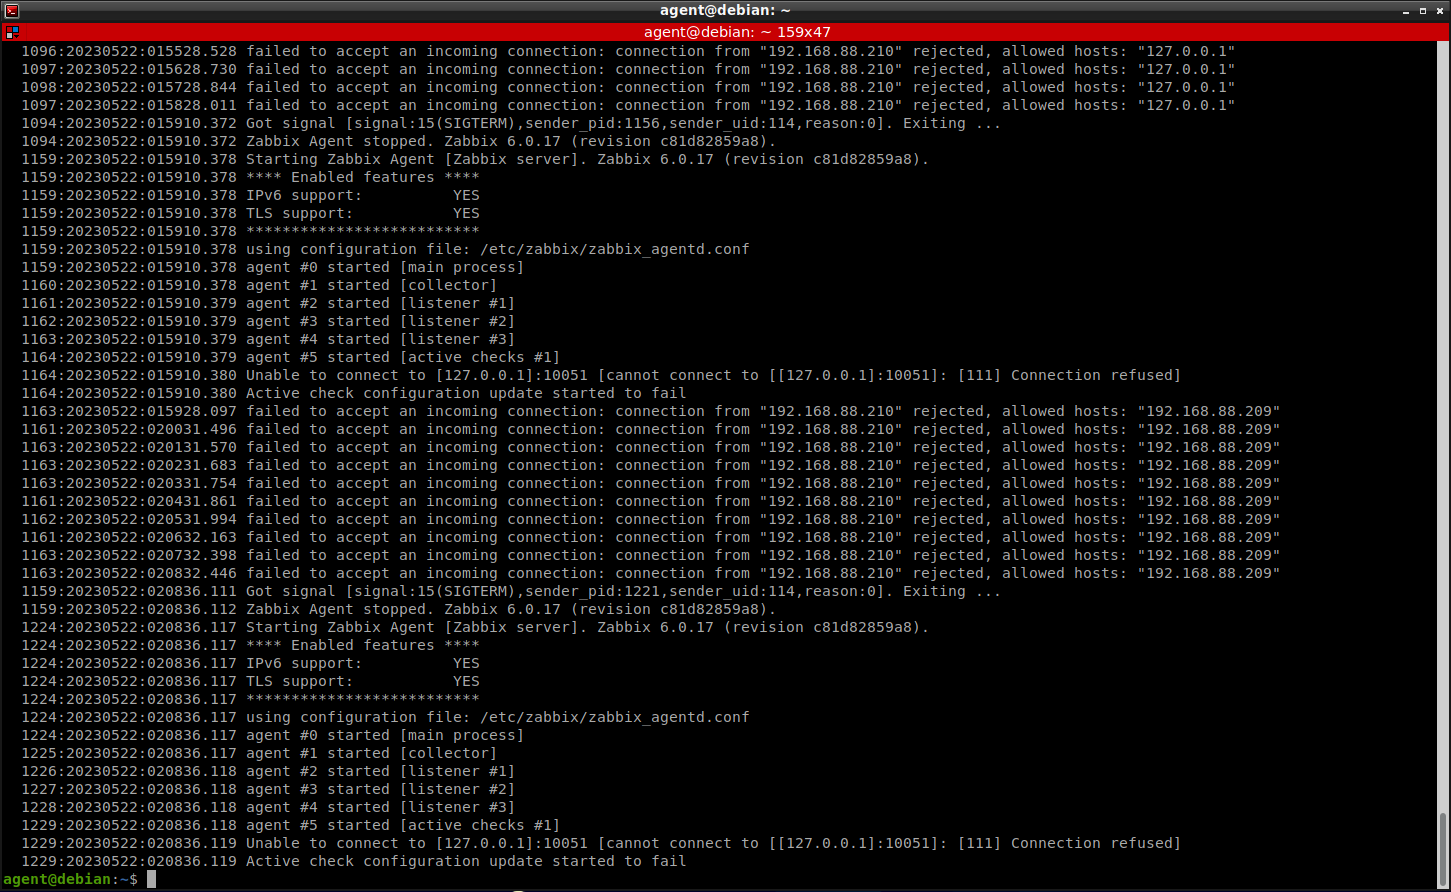 agent@debian: ~
agent@debian: ~ 159x47
1096:20230522:015528.528 failed to accept an incoming connection: connection from "192.168.88.210" rejected, allowed hosts: "127.0.0.1"
1097:20230522:015628.730 failed to accept an incoming connection: connection from "192.168.88.210" rejected, allowed hosts: "127.0.0.1"
1098:20230522:015728.844 failed to accept an incoming connection: connection from "192.168.88.210" rejected, allowed hosts: "127.0.0.1"
1097:20230522:015828.011 failed to accept an incoming connection: connection from "192.168.88.210" rejected, allowed hosts: "127.0.0.1"
1094:20230522:015910.372 Got signal [signal:15(SIGTERM),sender_pid:1156,sender_uid:114,reason:0]. Exiting ...
1094:20230522:015910.372 Zabbix Agent stopped. Zabbix 6.0.17 (revision c81d82859a8).
1159:20230522:015910.378 Starting Zabbix Agent [Zabbix server]. Zabbix 6.0.17 (revision c81d82859a8).
1159:20230522:015910.378 **** Enabled features ****
1159:20230522:015910.378 IPv6 support:          YES
1159:20230522:015910.378 TLS support:           YES
1159:20230522:015910.378 **************************
1159:20230522:015910.378 using configuration file: /etc/zabbix/zabbix_agentd.conf
1159:20230522:015910.378 agent #0 started [main process]
1160:20230522:015910.378 agent #1 started [collector]
1161:20230522:015910.379 agent #2 started [listener #1]
1162:20230522:015910.379 agent #3 started [listener #2]
1163:20230522:015910.379 agent #4 started [listener #3]
1164:20230522:015910.379 agent #5 started [active checks #1]
1164:20230522:015910.380 Unable to connect to [127.0.0.1]:10051 [cannot connect to [[127.0.0.1]:10051]: [111] Connection refused]
1164:20230522:015910.380 Active check configuration update started to fail
1163:20230522:015928.097 failed to accept an incoming connection: connection from "192.168.88.210" rejected, allowed hosts: "192.168.88.209"
1161:20230522:020031.496 failed to accept an incoming connection: connection from "192.168.88.210" rejected, allowed hosts: "192.168.88.209"
1163:20230522:020131.570 failed to accept an incoming connection: connection from "192.168.88.210" rejected, allowed hosts: "192.168.88.209"
1163:20230522:020231.683 failed to accept an incoming connection: connection from "192.168.88.210" rejected, allowed hosts: "192.168.88.209"
1163:20230522:020331.754 failed to accept an incoming connection: connection from "192.168.88.210" rejected, allowed hosts: "192.168.88.209"
1161:20230522:020431.861 failed to accept an incoming connection: connection from "192.168.88.210" rejected, allowed hosts: "192.168.88.209"
1162:20230522:020531.994 failed to accept an incoming connection: connection from "192.168.88.210" rejected, allowed hosts: "192.168.88.209"
1161:20230522:020632.163 failed to accept an incoming connection: connection from "192.168.88.210" rejected, allowed hosts: "192.168.88.209"
1163:20230522:020732.398 failed to accept an incoming connection: connection from "192.168.88.210" rejected, allowed hosts: "192.168.88.209"
1163:20230522:020832.446 failed to accept an incoming connection: connection from "192.168.88.210" rejected, allowed hosts: "192.168.88.209"
1159:20230522:020836.111 Got signal [signal:15(SIGTERM),sender_pid:1221,sender_uid:114,reason:0]. Exiting ...
1159:20230522:020836.112 Zabbix Agent stopped. Zabbix 6.0.17 (revision c81d82859a8).
1224:20230522:020836.117 Starting Zabbix Agent [Zabbix server]. Zabbix 6.0.17 (revision c81d82859a8).
1224:20230522:020836.117 **** Enabled features ****
1224:20230522:020836.117 IPv6 support:          YES
1224:20230522:020836.117 TLS support:           YES
1224:20230522:020836.117 **************************
1224:20230522:020836.117 using configuration file: /etc/zabbix/zabbix_agentd.conf
1224:20230522:020836.117 agent #0 started [main process]
1225:20230522:020836.117 agent #1 started [collector]
1226:20230522:020836.118 agent #2 started [listener #1]
1227:20230522:020836.118 agent #3 started [listener #2]
1228:20230522:020836.118 agent #4 started [listener #3]
1229:20230522:020836.118 agent #5 started [active checks #1]
1229:20230522:020836.119 Unable to connect to [127.0.0.1]:10051 [cannot connect to [[127.0.0.1]:10051]: [111] Connection refused]
1229:20230522:020836.119 Active check configuration update started to fail
agent@debian:~$